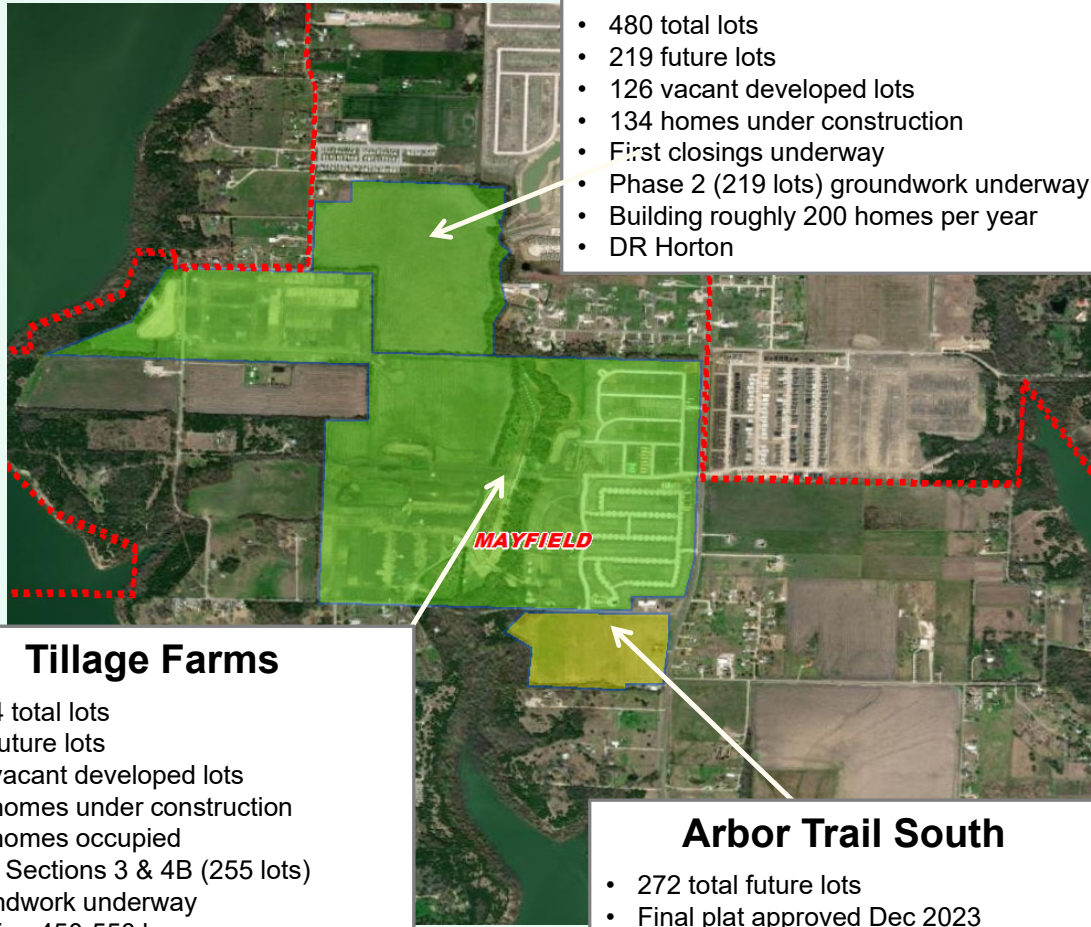 480 total lots
219 future lots
126 vacant developed lots
134 homes under construction
First closings underway
Phase 2 (219 lots) groundwork underway
Building roughly 200 homes per year
DR Horton
MAYFIELD
Tillage Farms
total lots
future lots
vacant developed lots
homes under construction
homes occupied
Sections 3 & 4B (255 lots)
underway
Arbor Trail South
272 total future lots
Final plat approved Dec 2023